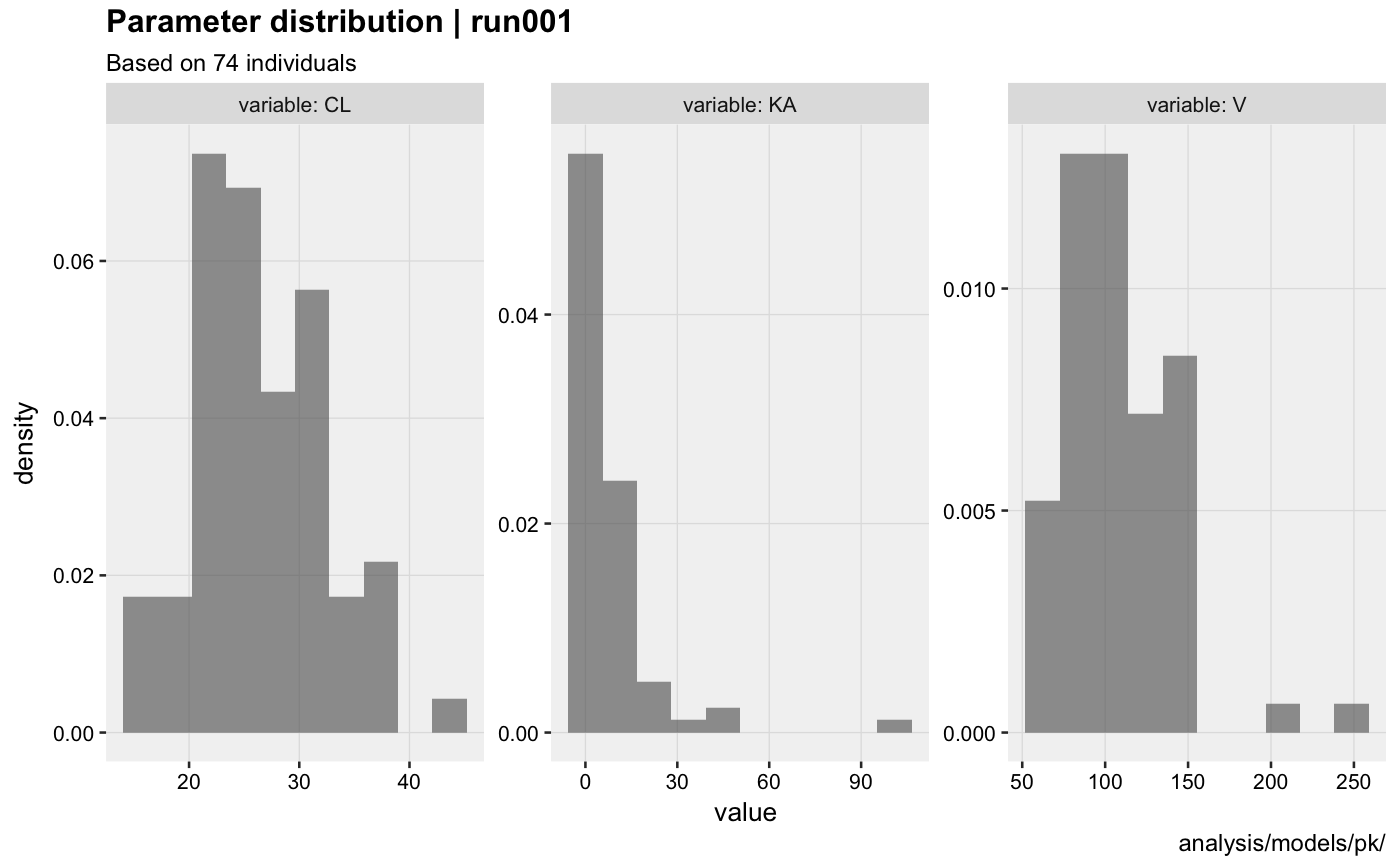 Parameter distribution | run001
Based on 74 individuals
variable: CL
variable: KA
variable: V
density
0.06
0.04
0.02
0.00
0.04
0.02
0.00
0.010
0.005
0.000
20 30 40
0 30 60 90
50 100 150 200 250
value
analysis/models/pk/